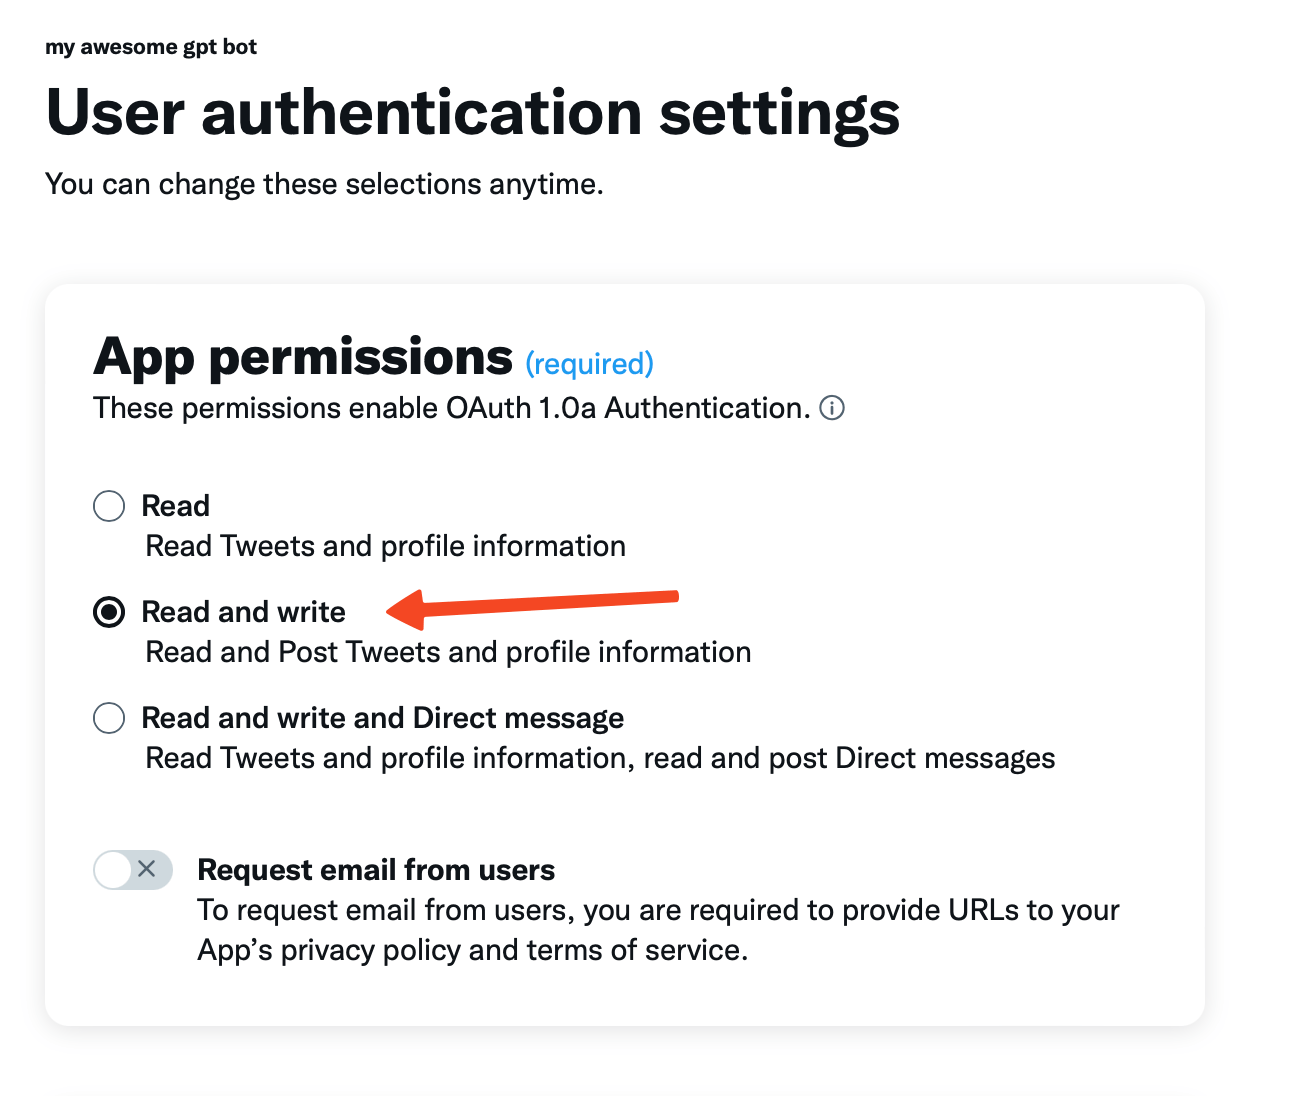 my awesome gpt bot
User authentication settings
You can change these selections anytime.
App permissions (required)
These permissions enable OAuth 1.0a Authentication.
Read
Read Tweets and profile information
Read and write
Read and Post Tweets and profile information
Read and write and Direct message
Read Tweets and profile information, read and post Direct messages
Request email from users
To request email from users, you are required to provide URLs to your
App’s privacy policy and terms of service.